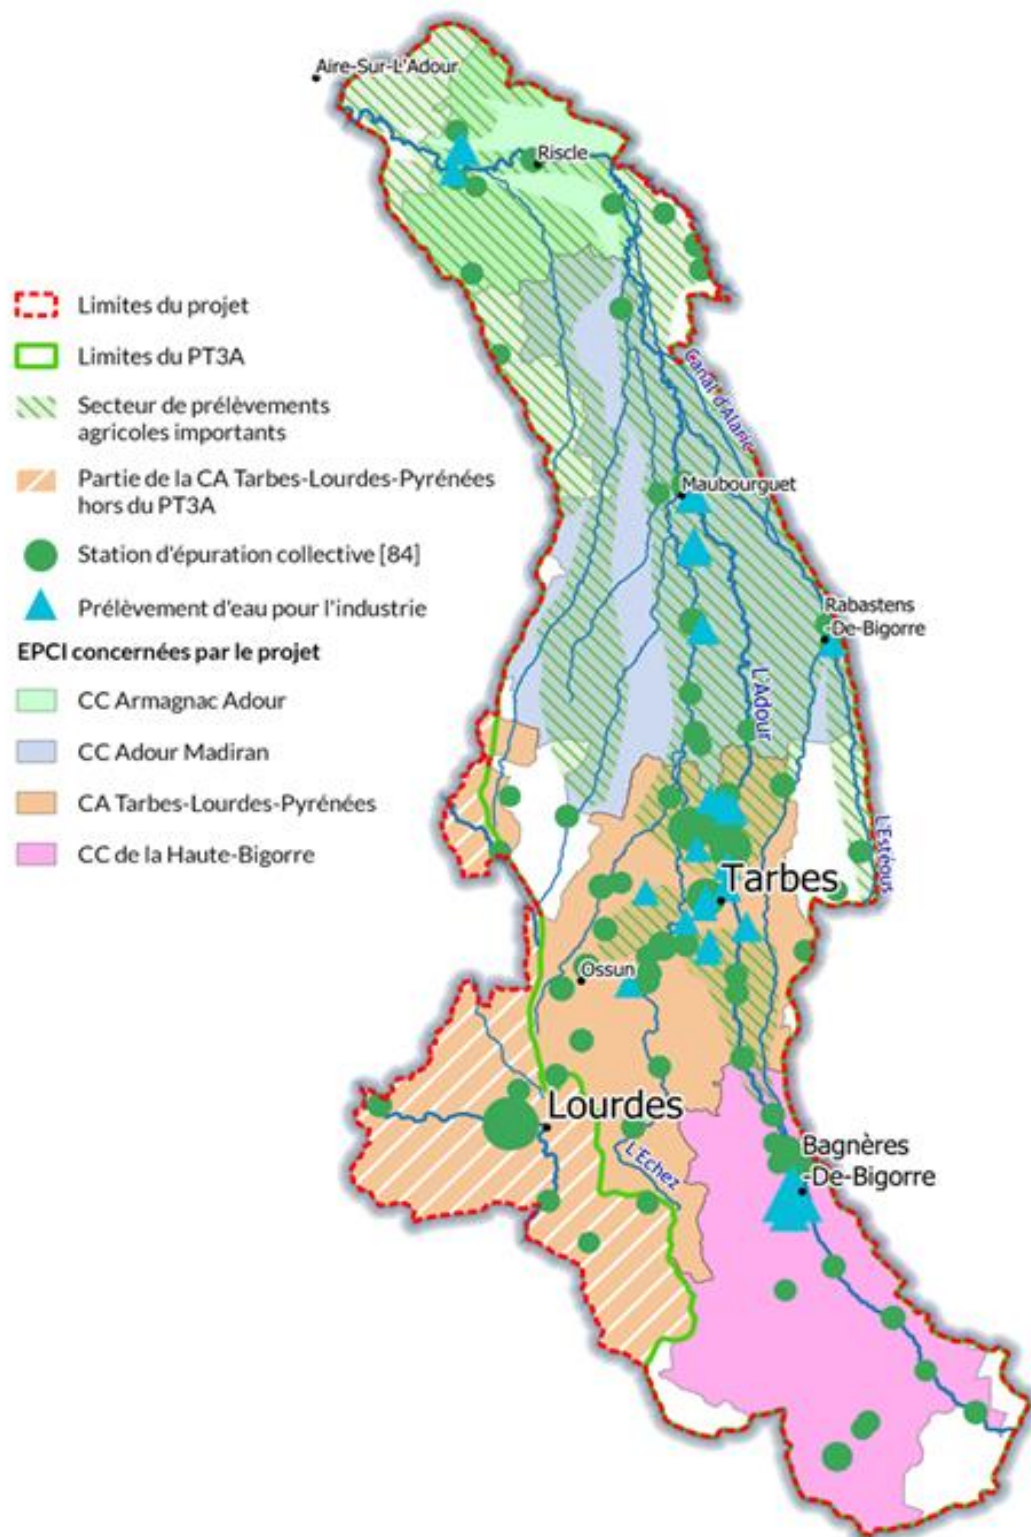 Aire-Sur-L'Adour
Riscle
Limites du projet
Limites du PT3A
Secteur de prélèvements
agricoles importants
Partie de la CA Tarbes-Lourdes-Pyrénées
hors du PT3A
Station d'épuration collective [84]
Prélèvement d'eau pour l'industrie
EPCI concernées par le projet
CC Armagnac Adour
CC Adour Madiran
CA Tarbes-Lourdes-Pyrénées
CC de la Haute-Bigorre
Canal d'Alaric
Maubourguet
Rabastens
-De-Bigorre
L'Adour
L'Estéous
Tarbes
Ossun
Lourdes
L'Echez
Bagnères
-De-Bigorre